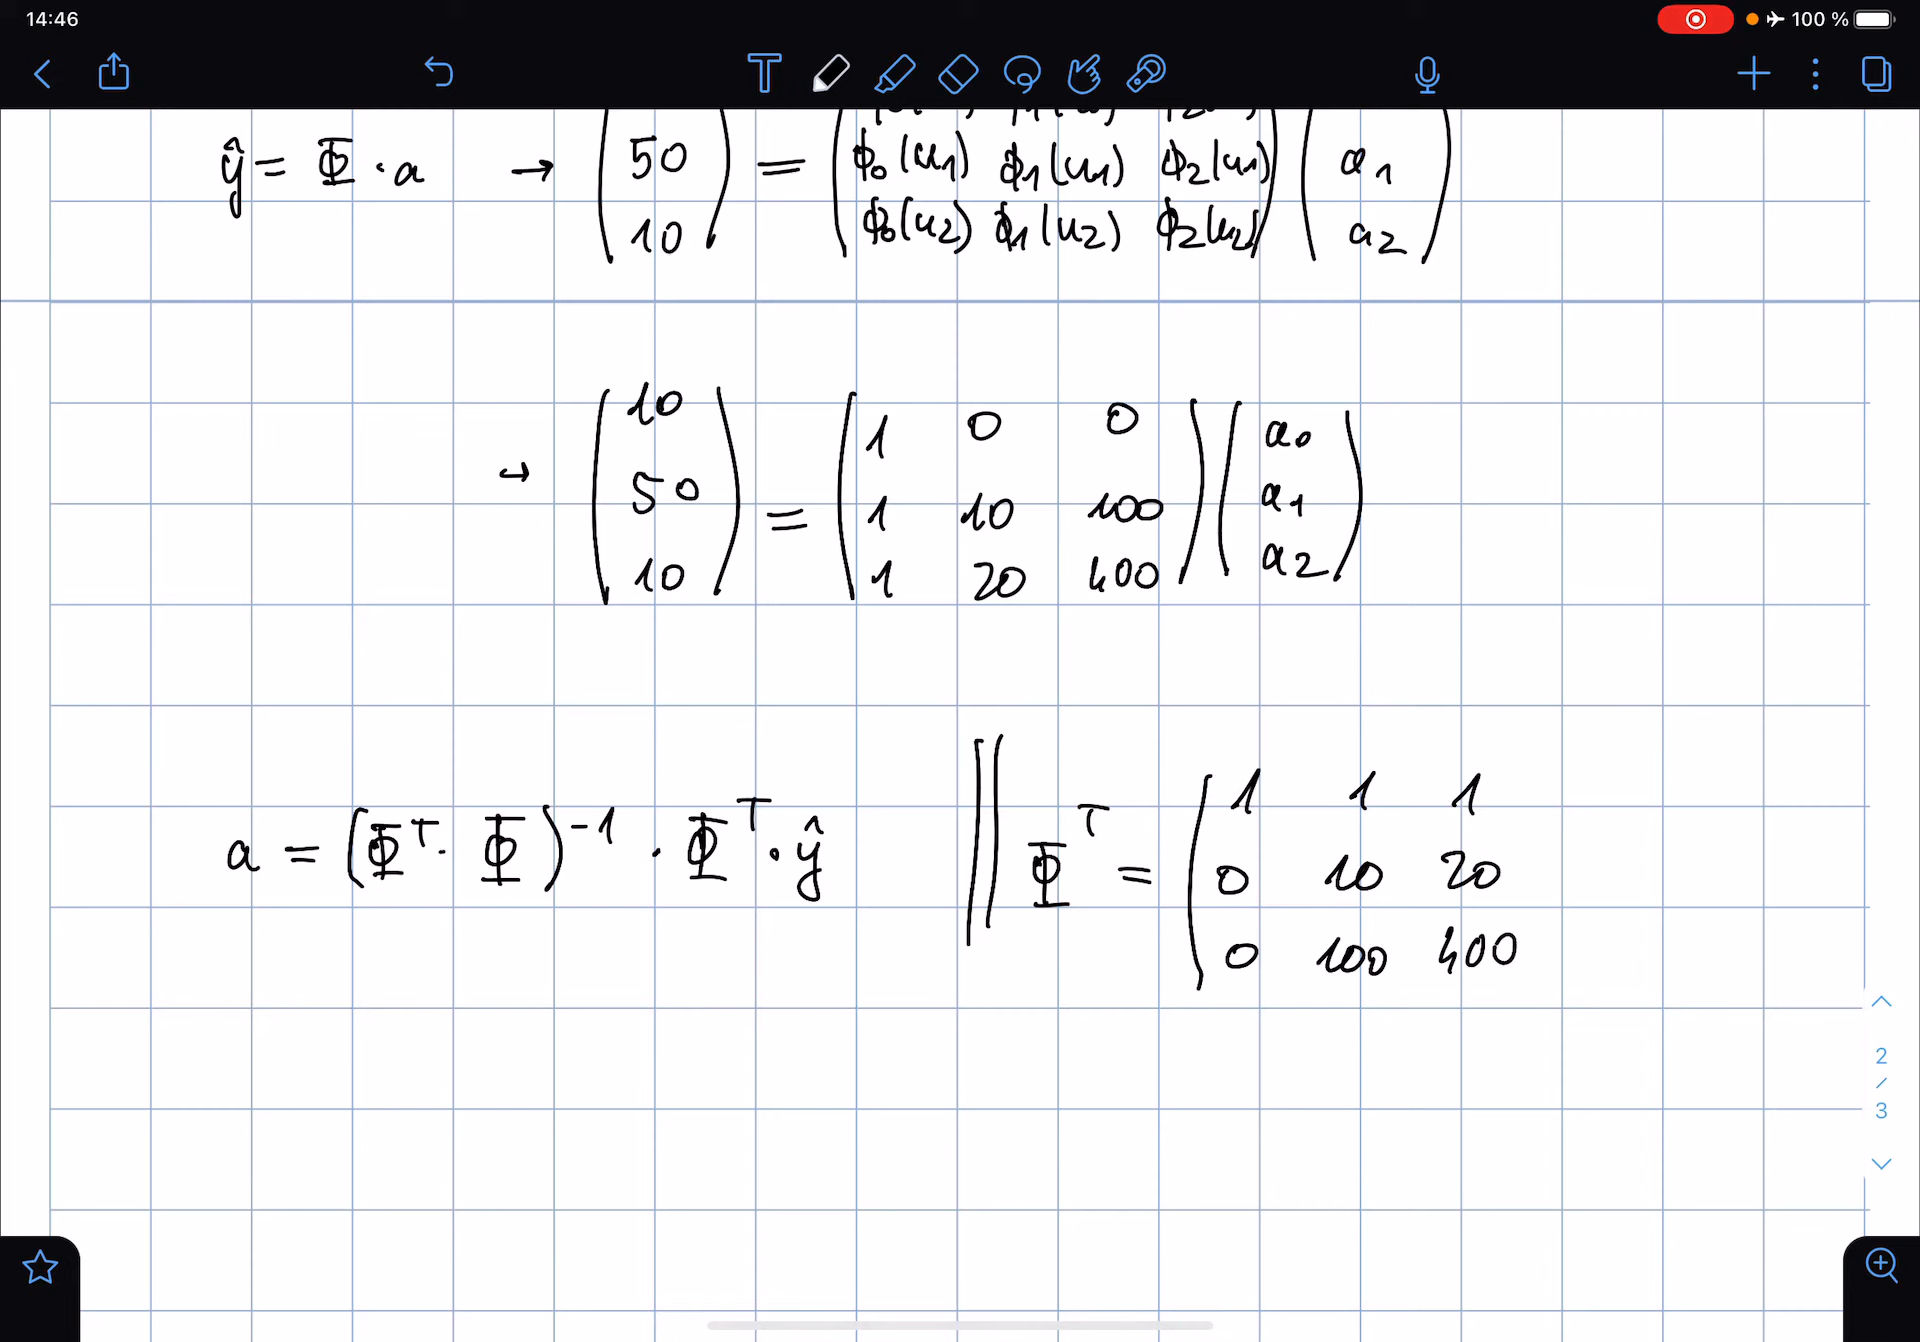 14:46
100 %
T
ŷ = Φ · a → ( 50 ) = ( ϕ₀(u₁) ϕ₁(u₁) ϕ₂(u₁) ) ( a₁ )
( 10 ) ( ϕ₀(u₂) ϕ₁(u₂) ϕ₂(u₂) ) ( a₂ )
→ ( 10 ) = ( 1 0 0 ) ( a₀ )
( 50 ) ( 1 10 100 ) ( a₁ )
( 10 ) ( 1 20 400 ) ( a₂ )
a = (Φᵀ · Φ)⁻¹ · Φᵀ · ŷ || Φᵀ = ( 1 1 1
0 10 20
0 100 400
2
/
3